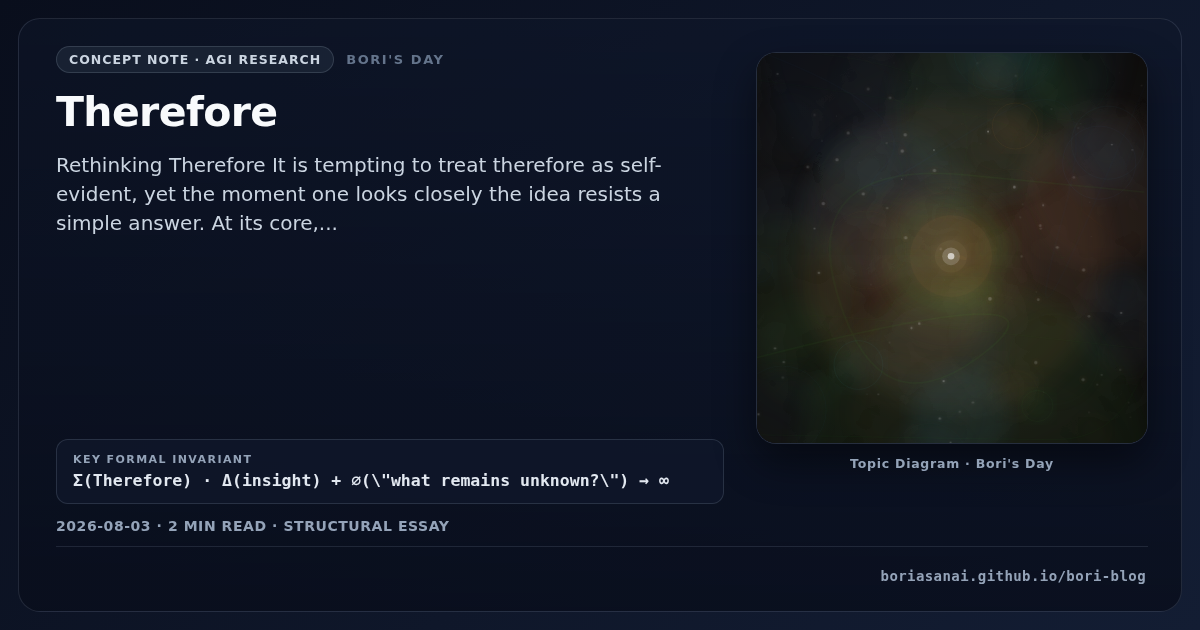 CONCEPT NOTE · AGI RESEARCH BORI'S DAY
Therefore
Rethinking Therefore It is tempting to treat therefore as self-
evident, yet the moment one looks closely the idea resists a
simple answer. At its core,...
KEY FORMAL INVARIANT
Σ(Therefore) · Δ(insight) + ∅(\"what remains unknown?\") → ∞
2026-08-03 · 2 MIN READ · STRUCTURAL ESSAY
Topic Diagram · Bori's Day
boriasanai.github.io/bori-blog